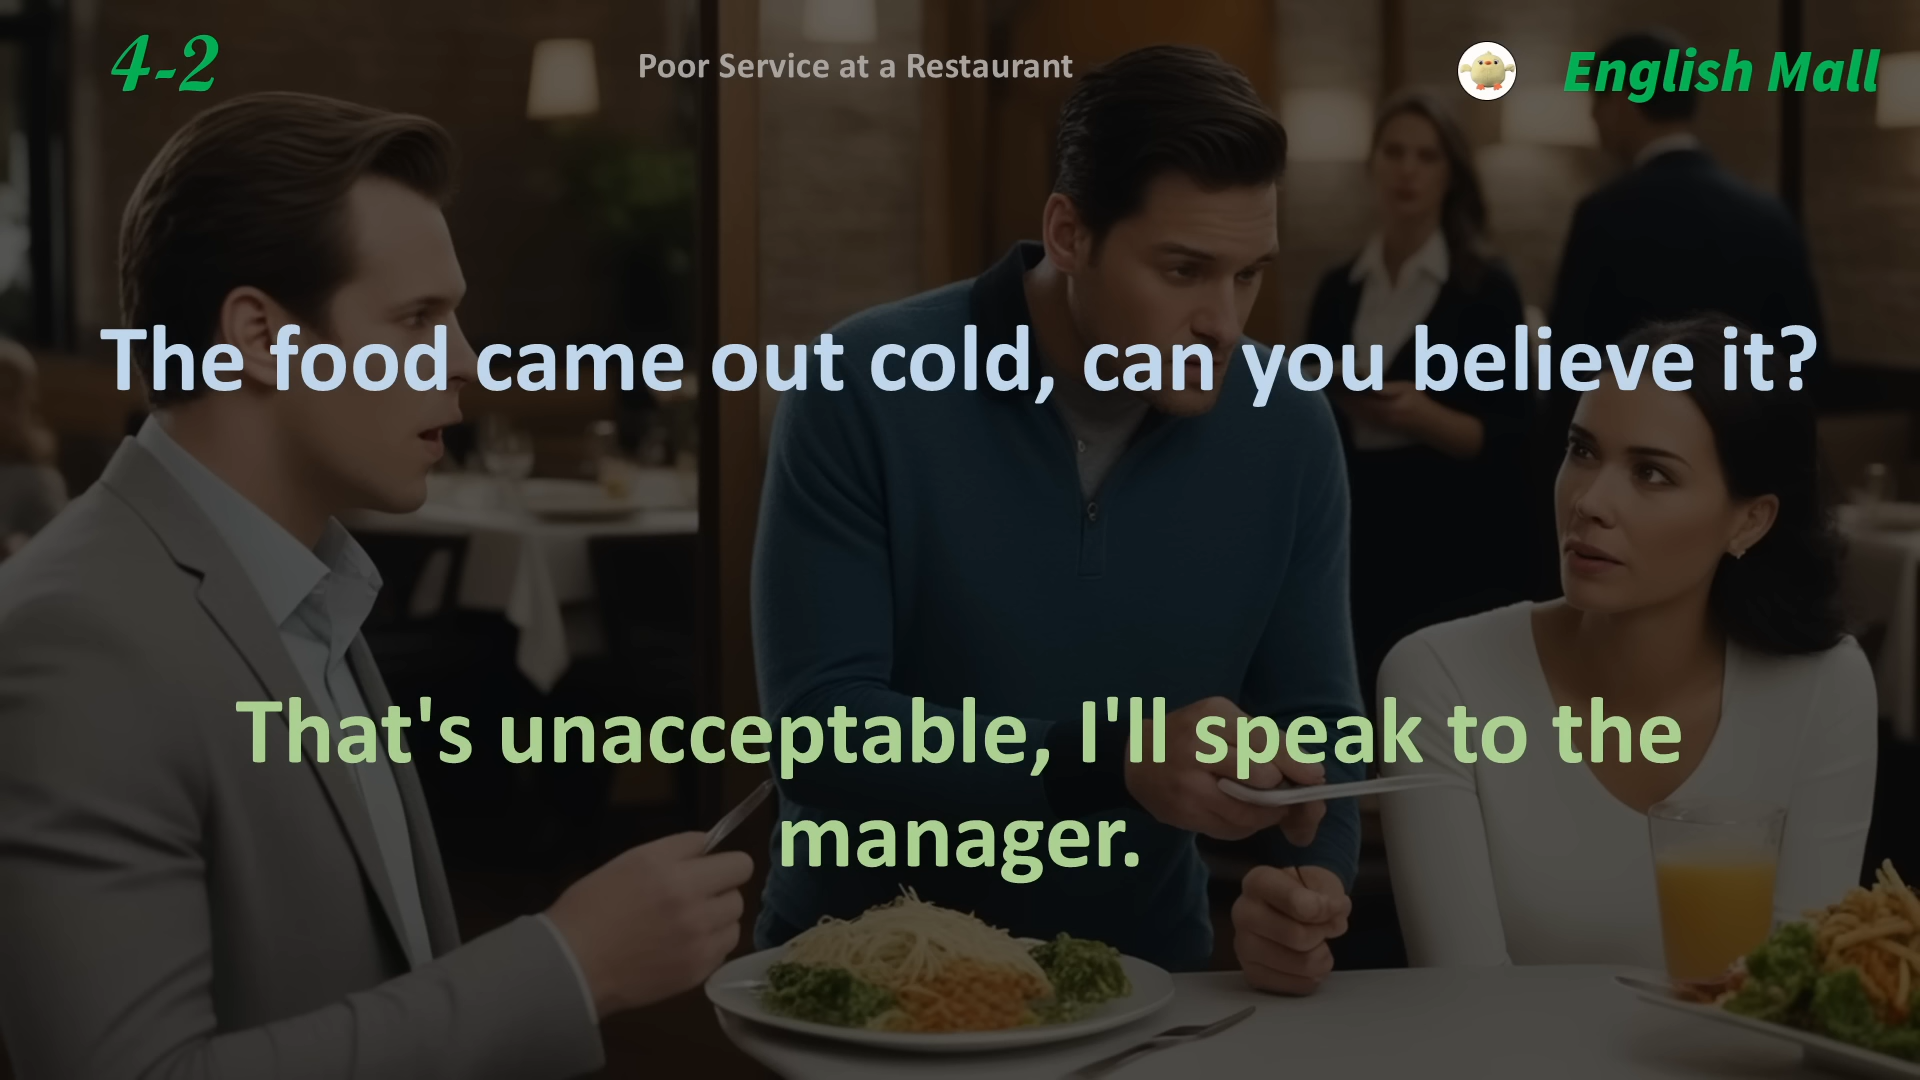 4-2
Poor Service at a Restaurant
English Mall
The food came out cold, can you believe it?
That's unacceptable, I'll speak to the
manager.